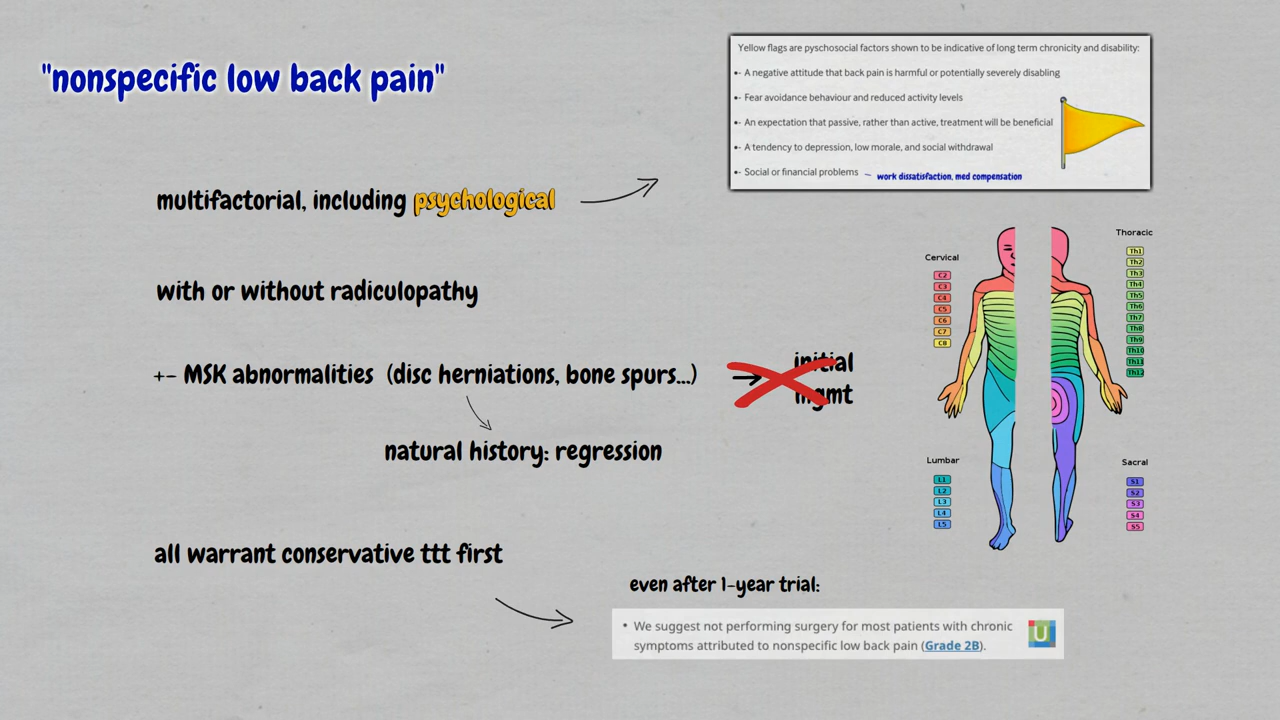 "nonspecific low back pain"
Yellow flags are pyschosocial factors shown to be indicative of long term chronicity and disability:
•- A negative attitude that back pain is harmful or potentially severely disabling
•- Fear avoidance behaviour and reduced activity levels
•- An expectation that passive, rather than active, treatment will be beneficial
•- A tendency to depression, low morale, and social withdrawal
•- Social or financial problems – work dissatisfaction, med compensation
multifactorial, including psychological
with or without radiculopathy
+- MSK abnormalities (disc herniations, bone spurs...)
initial
mgmt
natural history: regression
all warrant conservative ttt first
even after 1-year trial:
• We suggest not performing surgery for most patients with chronic
symptoms attributed to nonspecific low back pain (Grade 2B).
U
Cervical
C2
C3
C4
C5
C6
C7
C8
Thoracic
Th1
Th2
Th3
Th4
Th5
Th6
Th7
Th8
Th9
Th10
Th11
Th12
Lumbar
L1
L2
L3
L4
L5
Sacral
S1
S2
S3
S4
S5